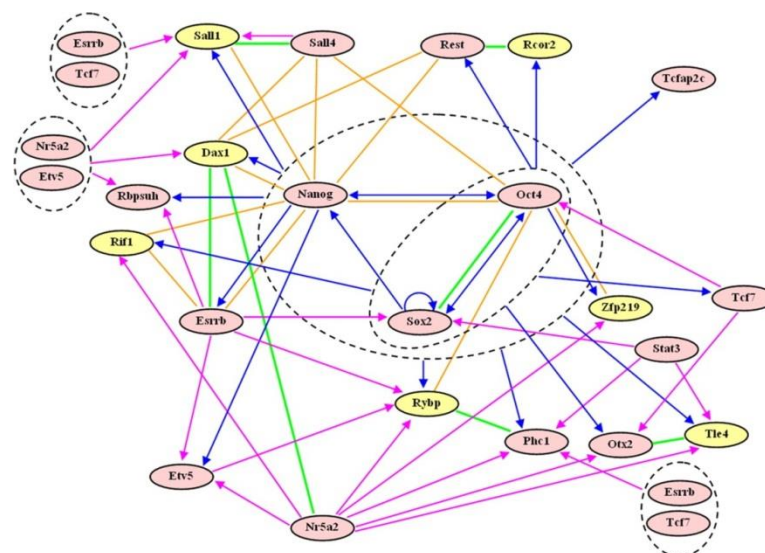 Esrrb
Sall1
Sall4
Rest
Rcor2
Tcf7
Tcfap2c
Nr5a2
Dax1
Etv5
Rbpsuh
Nanog
Oct4
Rif1
Tcf7
Zfp219
Esrrb
Sox2
Stat3
Rybp
Phc1
Otx2
Tle4
Etv5
Esrrb
Nr5a2
Tcf7